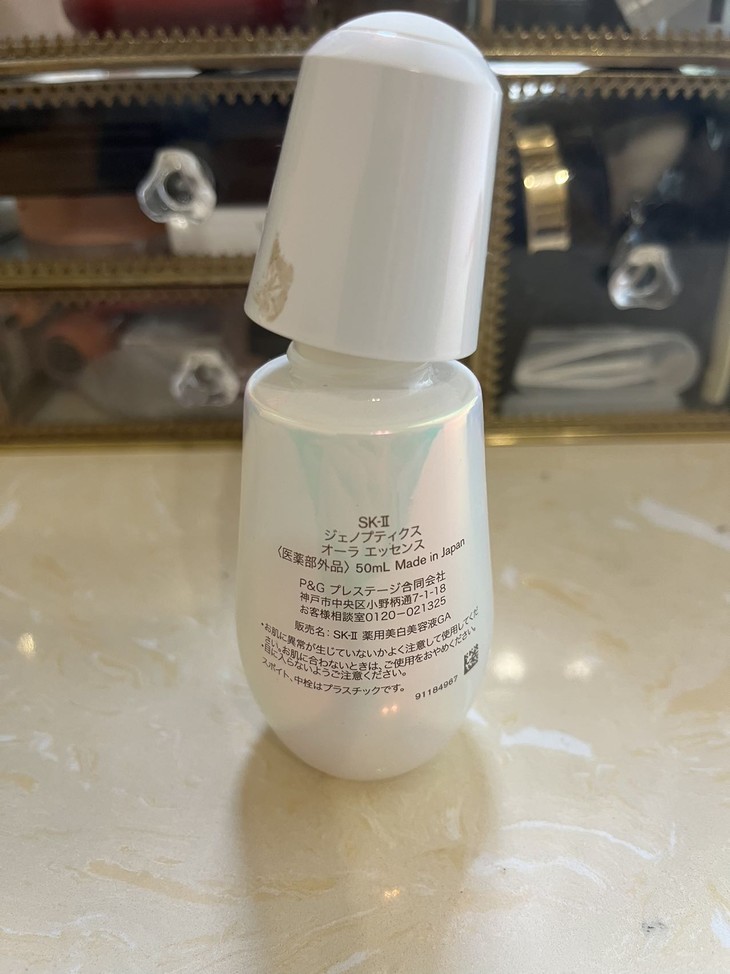 SK-II
ジェノプティクス
オーラ エッセンス
〈医薬部外品〉 50mL Made in Japan
P&G プレステージ合同会社
神戸市中央区小野柄通7-1-18
お客様相談室0120-021325
販売名：SK-II 薬用美白美容液GA
•お肌に異常が生じていないかよく注意して使用してくだ
さい。お肌に合わないときは、ご使用をおやめください。
•目に入らないようご注意ください。
スポイト、中栓はプラスチックです。
91184967